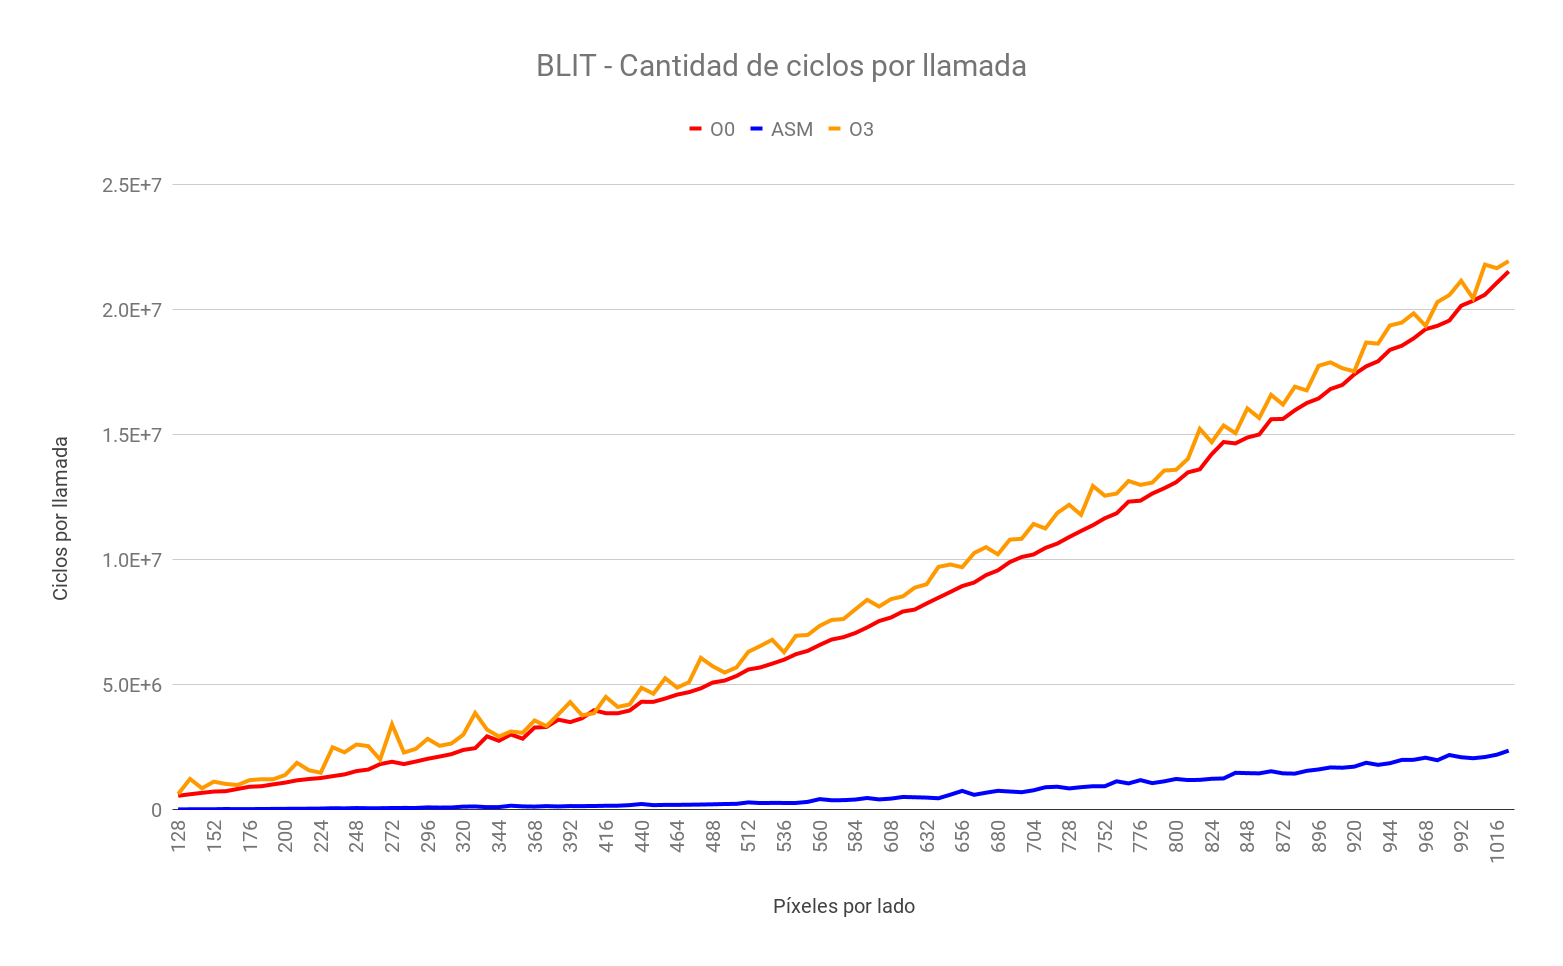 BLIT - Cantidad de ciclos por llamada
O0 ASM O3
2.5E+7
2.0E+7
1.5E+7
1.0E+7
5.0E+6
0
Ciclos por llamada
128 152 176 200 224 248 272 296 320 344 368 392 416 440 464 488 512 536 560 584 608 632 656 680 704 728 752 776 800 824 848 872 896 920 944 968 992 1016
Píxeles por lado